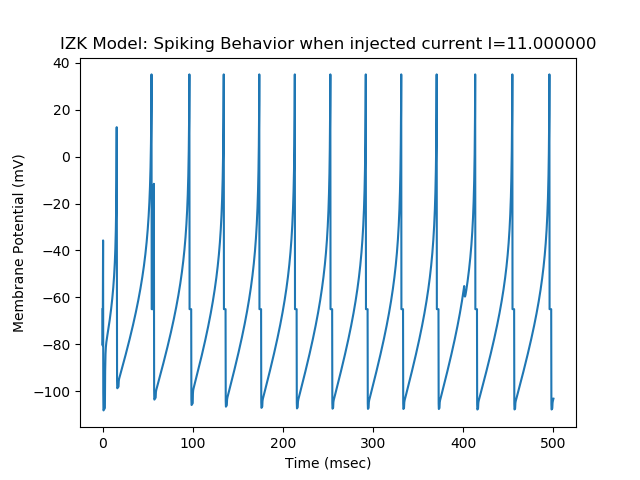 IZK Model: Spiking Behavior when injected current I=11.000000
40
20
0
−20
−40
−60
−80
−100
Membrane Potential (mV)
0 100 200 300 400 500
Time (msec)